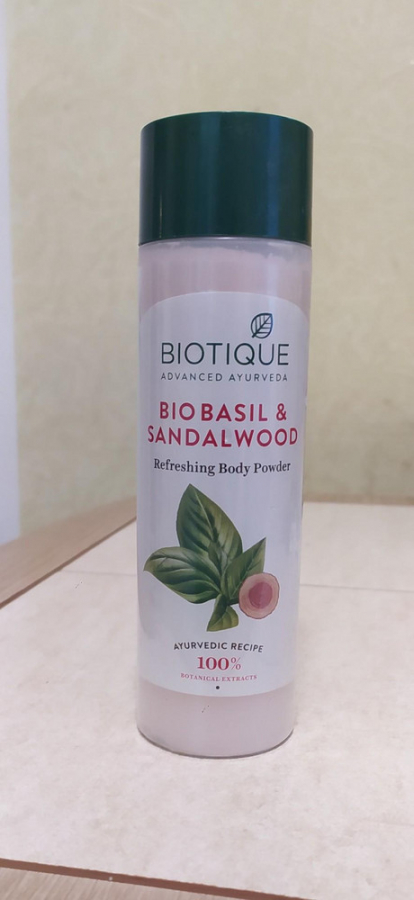 BIOTIQUE
ADVANCED AYURVEDA
BIO BASIL &
SANDALWOOD
Refreshing Body Powder
AYURVEDIC RECIPE
100%
BOTANICAL EXTRACTS